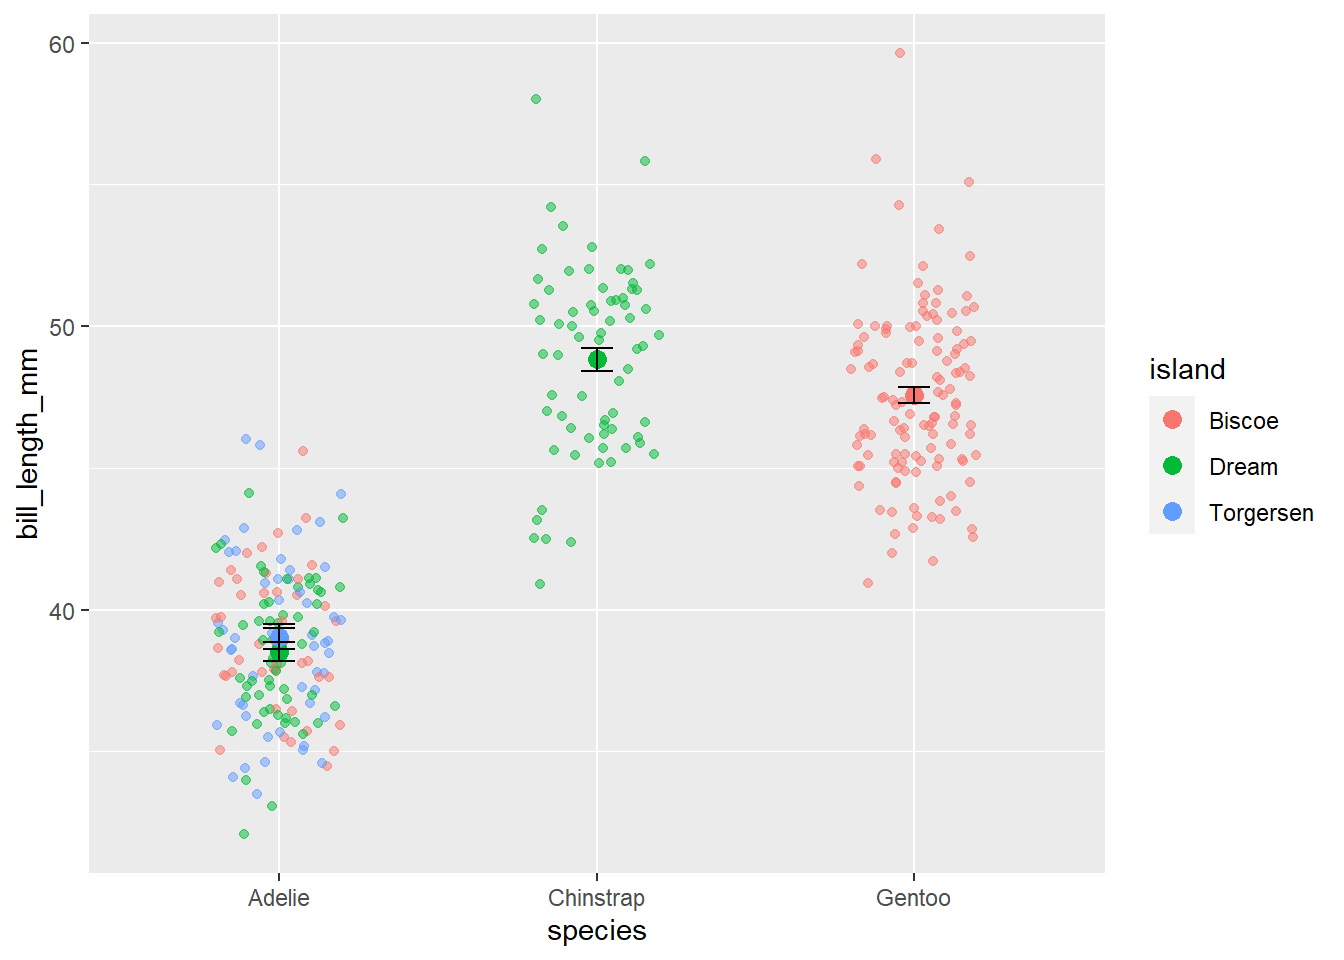 60
50
40
bill_length_mm
Adelie
Chinstrap
Gentoo
species
island
Biscoe
Dream
Torgersen